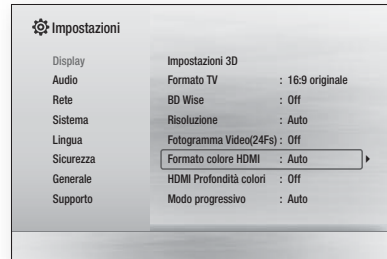 Impostazioni
Display
Audio
Rete
Sistema
Lingua
Sicurezza
Generale
Supporto
Impostazioni 3D
Formato TV : 16:9 originale
BD Wise : Off
Risoluzione : Auto
Fotogramma Video(24Fs) : Off
Formato colore HDMI : Auto
HDMI Profondità colori : Off
Modo progressivo : Auto